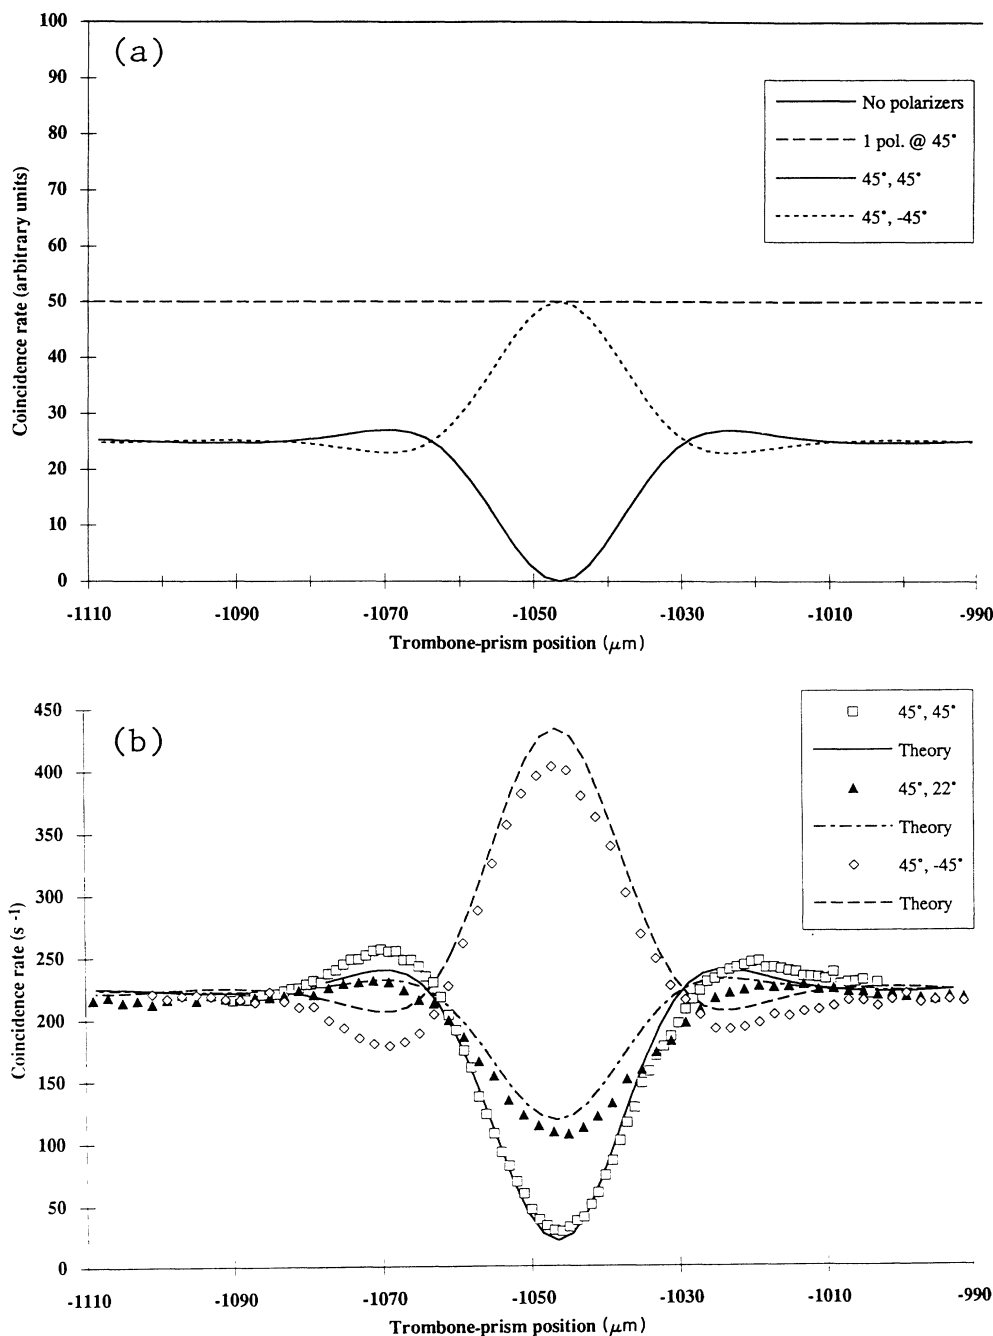 (a)
100
90
80
70
60
50
40
30
20
10
0
Coincidence rate (arbitrary units)
No polarizers
1 pol. @ 45°
45°, 45°
45°, -45°
-1110 -1090 -1070 -1050 -1030 -1010 -990
Trombone-prism position (μm)
(b)
450
400
350
300
250
200
150
100
50
0
Coincidence rate (s -1)
45°, 45°
Theory
45°, 22°
Theory
45°, -45°
Theory
-1110 -1090 -1070 -1050 -1030 -1010 -990
Trombone-prism position (μm)